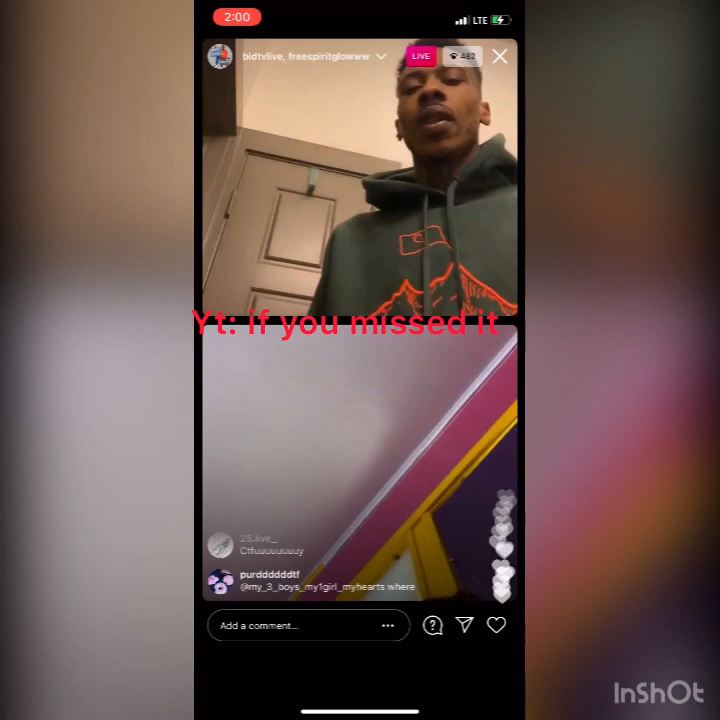 2:00
LTE
bidtvlive, freespiritglowww
LIVE
482
Yt: if you missed it
25.live_
Ctfuuuuuuuuy
purddddddtf
@my_3_boys_my1girl_myhearts where
Add a comment...
InShOt